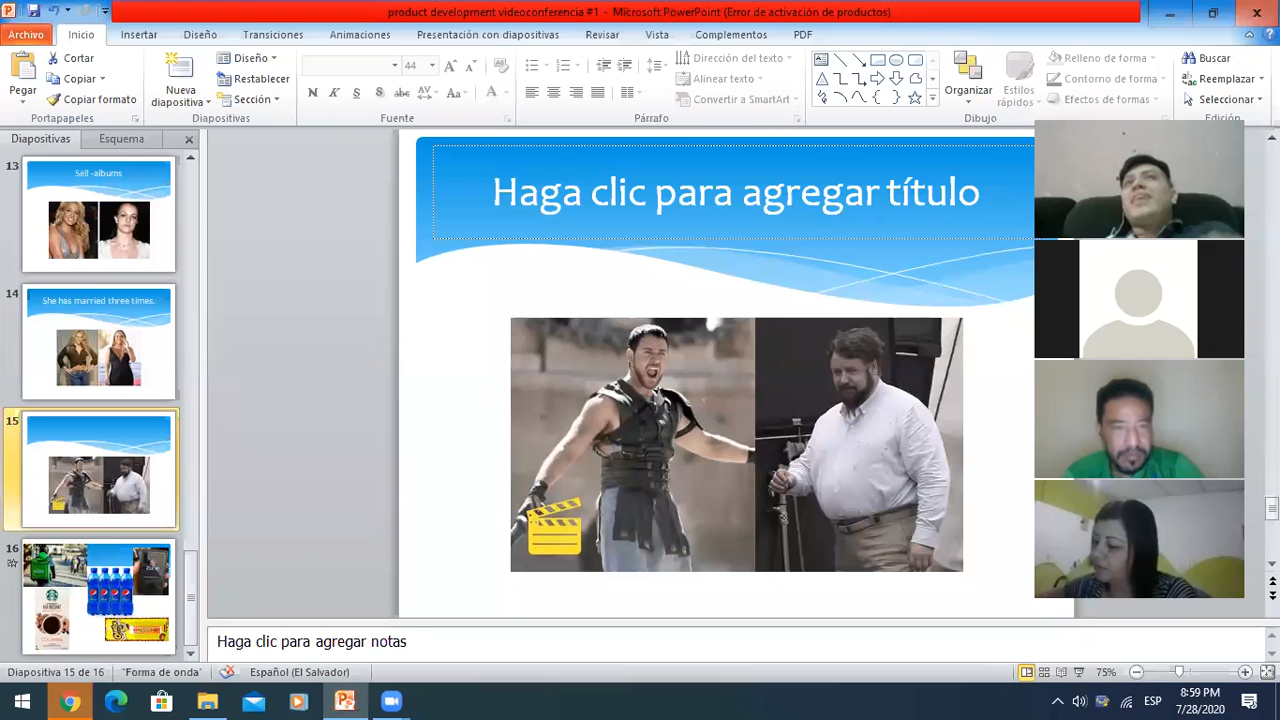 product development videoconferencia #1 - Microsoft PowerPoint (Error de activación de productos)
Archivo Inicio Insertar Diseño Transiciones Animaciones Presentación con diapositivas Revisar Vista Complementos PDF
Pegar
Cortar
Copiar
Copiar formato
Portapapeles
Nueva diapositiva
Diseño
Restablecer
Sección
Diapositivas
44
N K S S abc AV Aa A
Fuente
Párrafo
Dirección del texto
Alinear texto
Convertir a SmartArt
Organizar
Estilos rápidos
Relleno de forma
Contorno de forma
Efectos de formas
Dibujo
Buscar
Reemplazar
Seleccionar
Edición
Diapositivas Esquema
13
Sell -albums
14
She has married three times.
15
16
Haga clic para agregar título
Haga clic para agregar notas
Diapositiva 15 de 16 "Forma de onda" Español (El Salvador) 75%
ESP
8:59 PM
7/28/2020